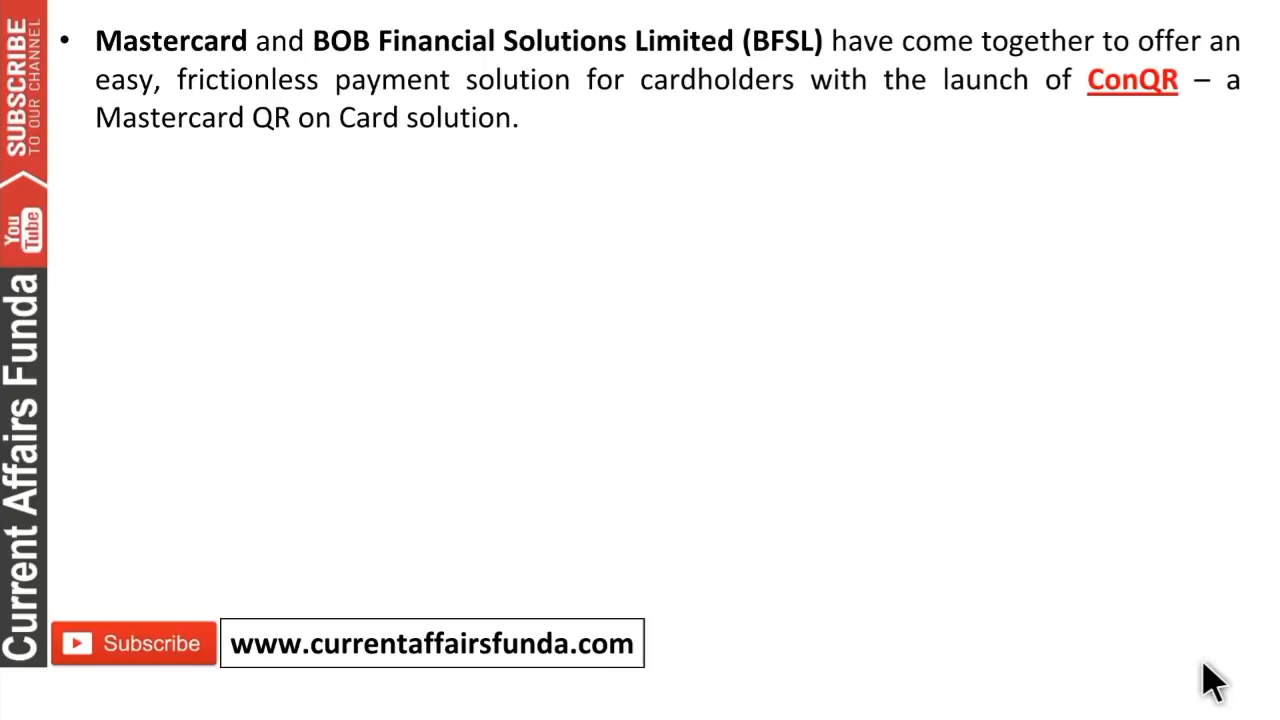 • Mastercard and BOB Financial Solutions Limited (BFSL) have come together to offer an
easy, frictionless payment solution for cardholders with the launch of ConQR – a
Mastercard QR on Card solution.
SUBSCRIBE
TO OUR CHANNEL
You
Tube
Current Affairs Funda
Subscribe
www.currentaffairsfunda.com